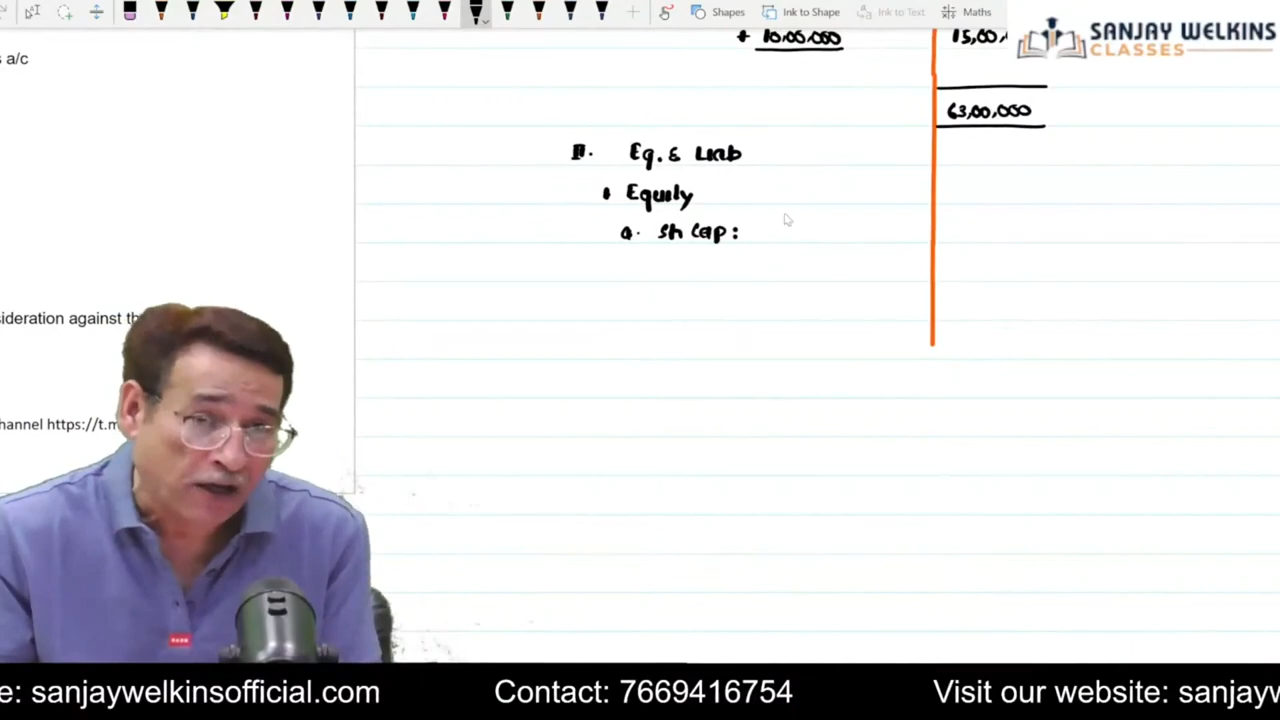 Shapes Ink to Shape Ink to Text Maths
SANJAY WELKINS
CLASSES
s a/c
+ 10,00,000
15,00,
63,00,000
II. Eq. & Liab
1 Equity
a. Sh Cap:
sideration against th
hannel https://t.m
e: sanjaywelkinsofficial.com Contact: 7669416754 Visit our website: sanjayw